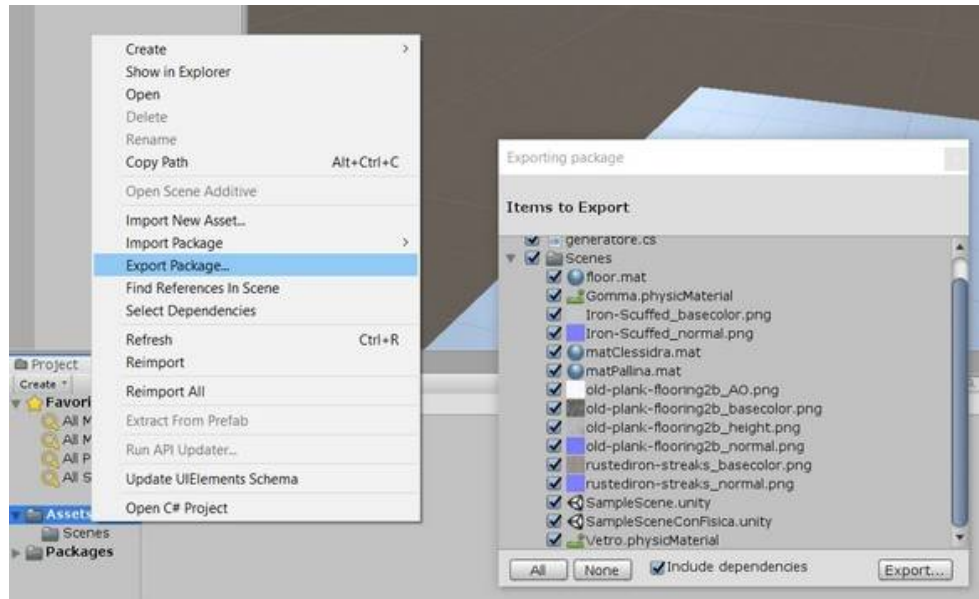 Create
Show in Explorer
Open
Delete
Rename
Copy Path Alt+Ctrl+C
Open Scene Additive
Import New Asset...
Import Package
Export Package...
Find References In Scene
Select Dependencies
Refresh Ctrl+R
Reimport
Reimport All
Extract From Prefab
Run API Updater...
Update UIElements Schema
Open C# Project
Project
Create
Favori
All M
All M
All P
All S
Assets
Scenes
Packages
Exporting package
Items to Export
generatore.cs
Scenes
floor.mat
Gomma.physicMaterial
Iron-Scuffed_basecolor.png
Iron-Scuffed_normal.png
matClessidra.mat
matPallina.mat
old-plank-flooring2b_AO.png
old-plank-flooring2b_basecolor.png
old-plank-flooring2b_height.png
old-plank-flooring2b_normal.png
rustediron-streaks_basecolor.png
rustediron-streaks_normal.png
SampleScene.unity
SampleSceneConFisica.unity
Vetro.physicMaterial
All None Include dependencies Export...